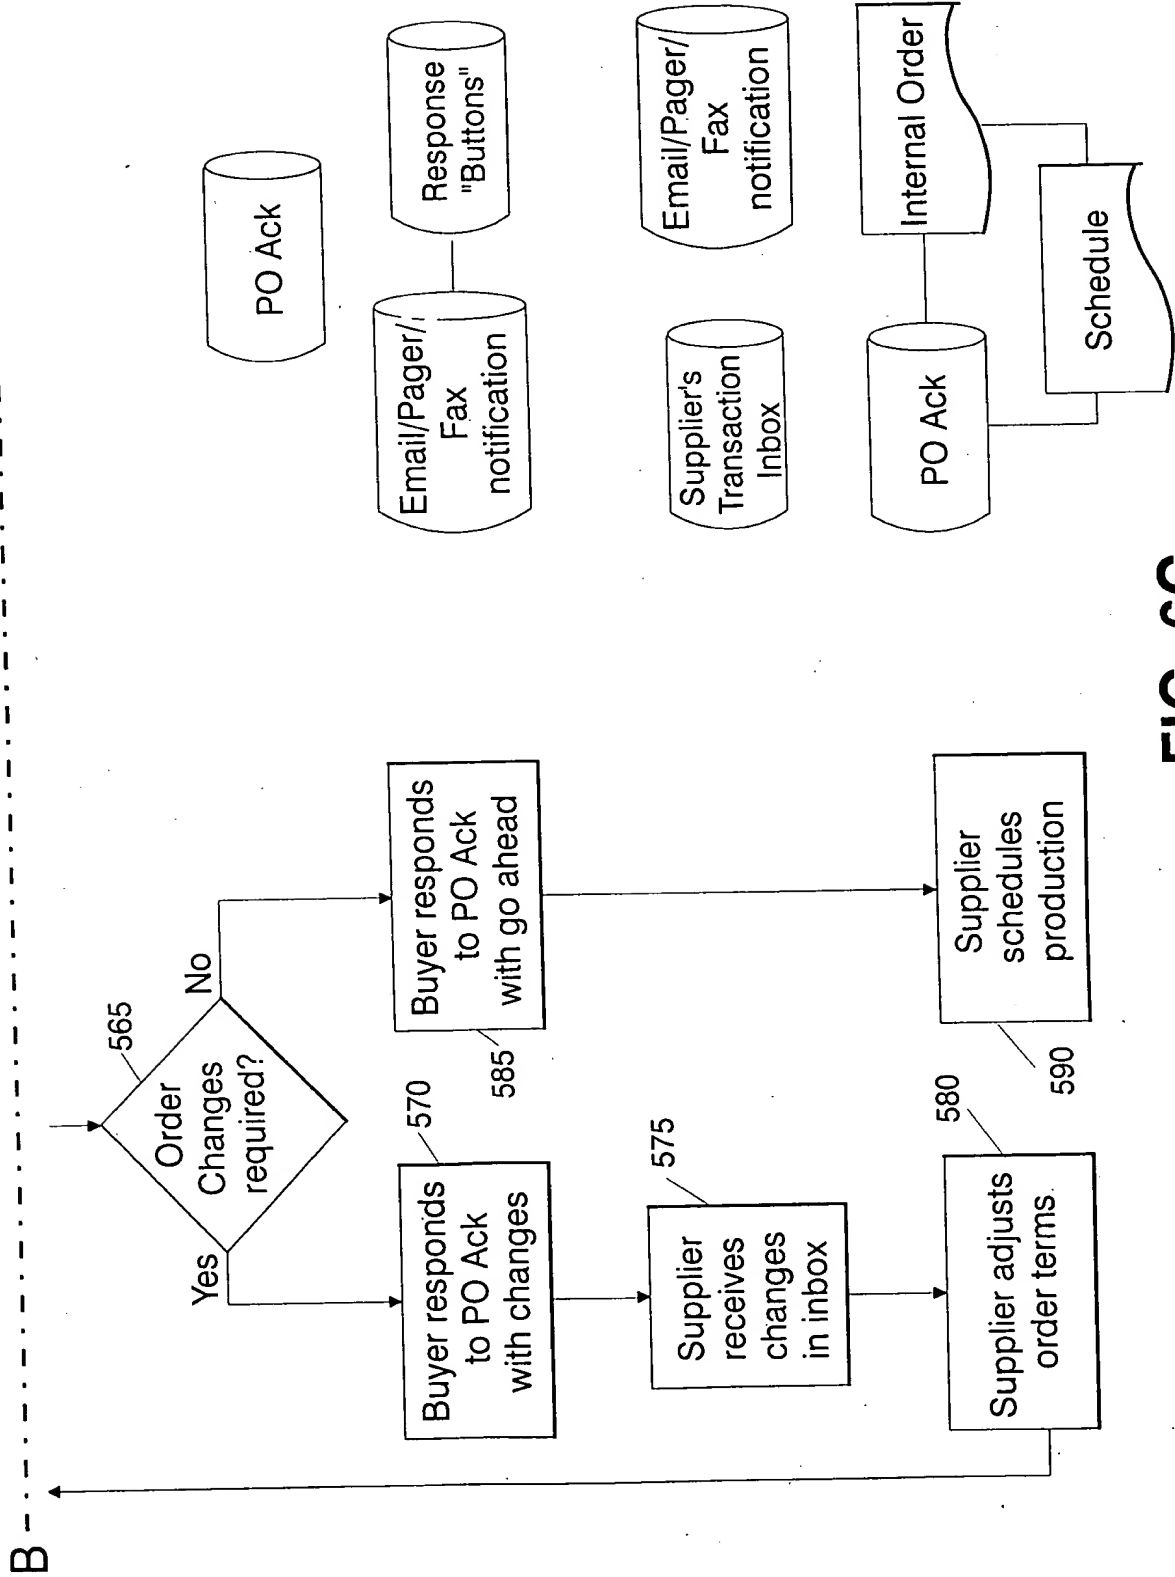 B
565
Order
Changes
required?
Yes
No
Buyer responds
to PO Ack
with changes
570
Buyer responds
to PO Ack
with go ahead
585
Supplier
receives
changes
in inbox
575
Supplier adjusts
order terms
580
Supplier
schedules
production
590
PO Ack
Email/Pager/
Fax
notification
Response
"Buttons"
Supplier's
Transaction
Inbox
Email/Pager/
Fax
notification
PO Ack
Internal Order
Schedule